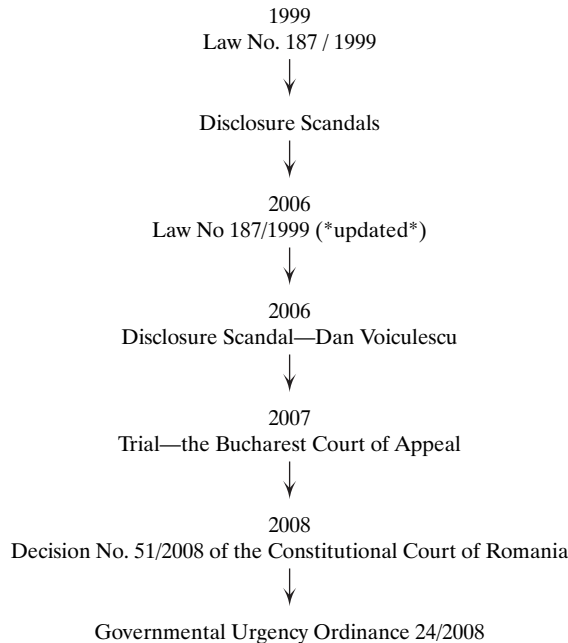 1999
Law No. 187 / 1999
Disclosure Scandals
2006
Law No 187/1999 (*updated*)
2006
Disclosure Scandal—Dan Voiculescu
2007
Trial—the Bucharest Court of Appeal
2008
Decision No. 51/2008 of the Constitutional Court of Romania
Governmental Urgency Ordinance 24/2008